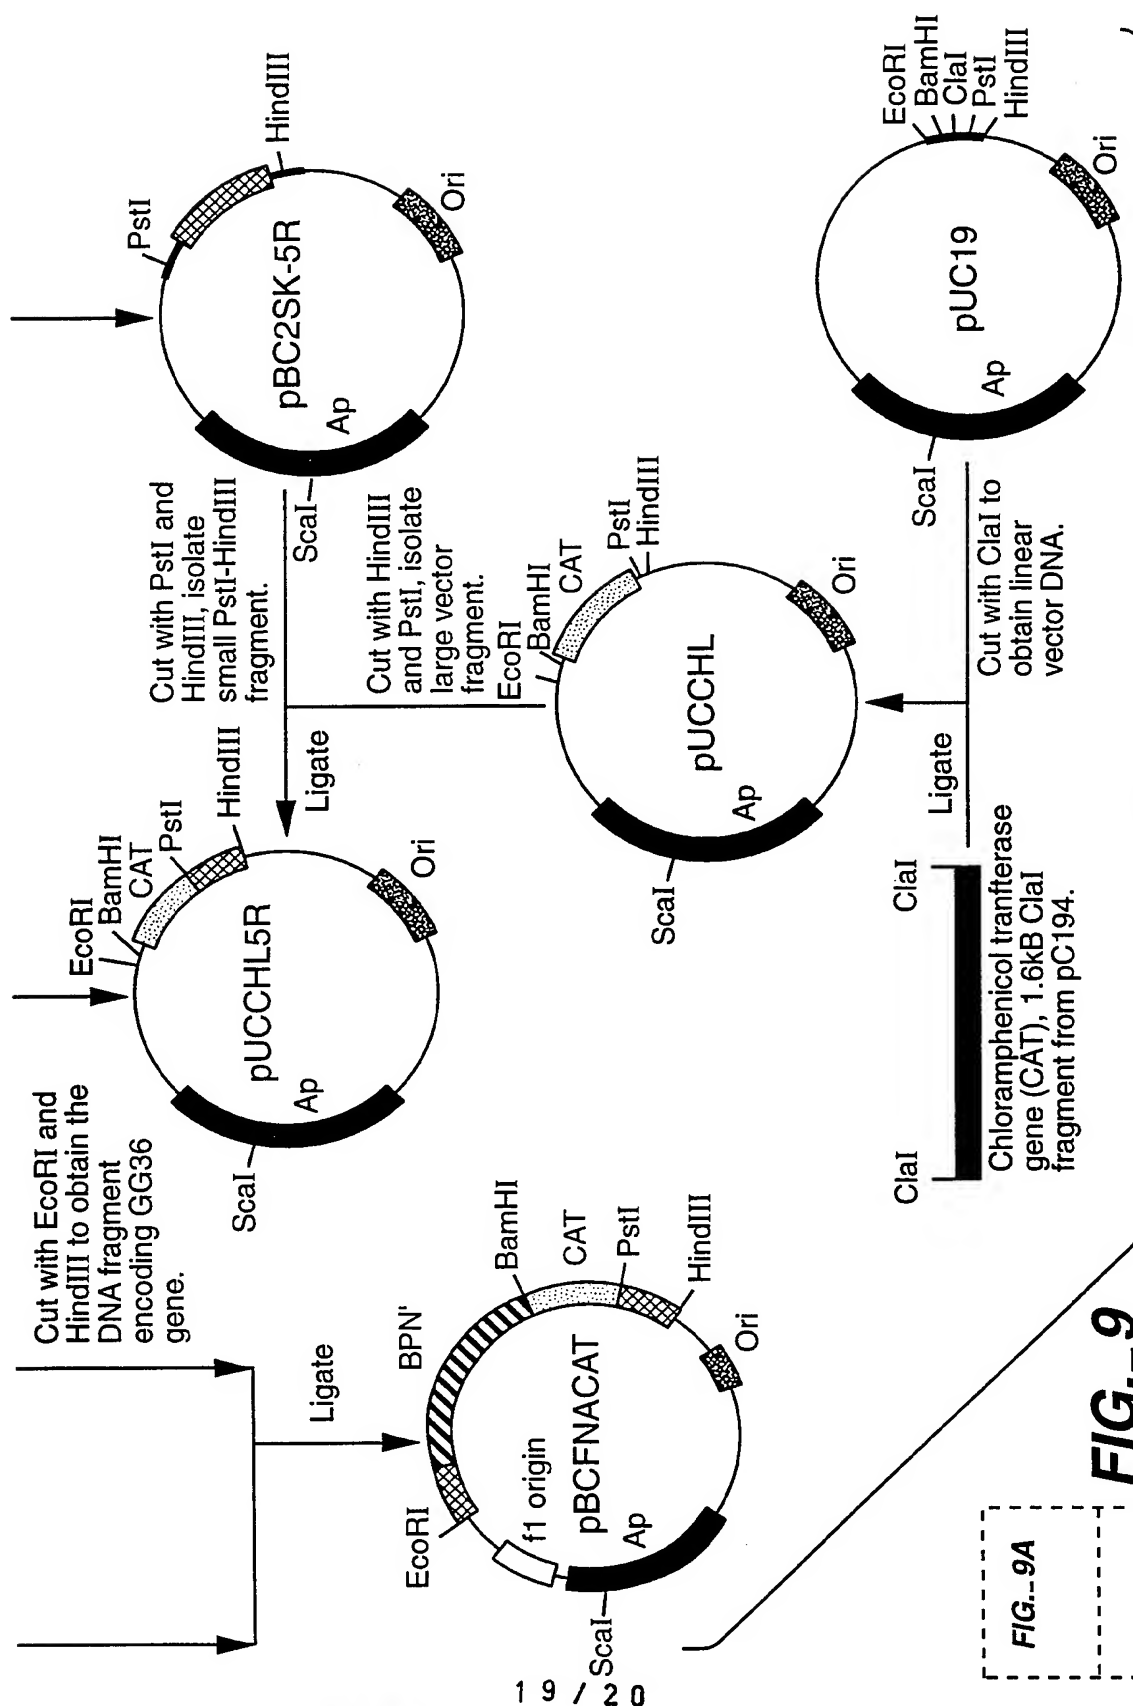 PstI
HindIII
pBC2SK-5R
Ap
Ori
ScaI
Cut with PstI and
HindIII, isolate
small PstI-HindIII
fragment.
Cut with HindIII
and PstI, isolate
large vector
fragment.
Ligate
EcoRI
BamHI
CAT
PstI
HindIII
pUCCHL5R
Ap
Ori
ScaI
Cut with EcoRI and
HindIII to obtain the
DNA fragment
encoding GG36
gene.
Ligate
BPN'
BamHI
CAT
PstI
HindIII
EcoRI
f1 origin
pBCFNACAT
Ap
Ori
ScaI
EcoRI
BamHI
CAT
PstI
HindIII
pUCCHL
Ap
Ori
ScaI
EcoRI
BamHI
ClaI
PstI
HindIII
pUC19
Ap
Ori
ScaI
Cut with ClaI to
obtain linear
vector DNA.
Ligate
ClaI
ClaI
Chloramphenicol tranfterase
gene (CAT), 1.6kB ClaI
fragment from pC194.
FIG._9
FIG._9A
19 / 20